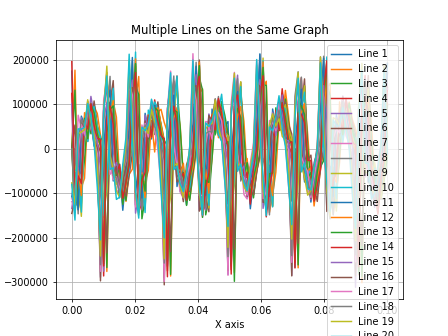 Multiple Lines on the Same Graph
200000
100000
0
−100000
−200000
−300000
0.00
0.02
0.04
0.06
X axis
Line 1
Line 2
Line 3
Line 4
Line 5
Line 6
Line 7
Line 8
Line 9
Line 10
Line 11
Line 12
Line 13
Line 14
Line 15
Line 16
Line 17
Line 18
Line 19
Line 20